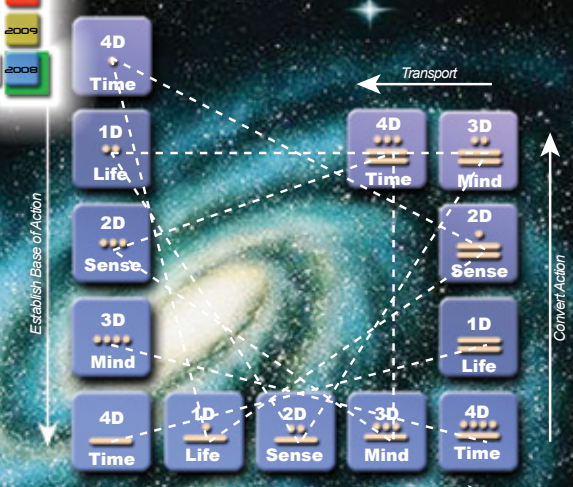 2009
2008
4D
Time
Transport
1D
Life
4D
Time
3D
Mind
2D
Sense
2D
Sense
Establish Base of Action
Convert Action
3D
Mind
1D
Life
4D
Time
1D
Life
2D
Sense
3D
Mind
4D
Time